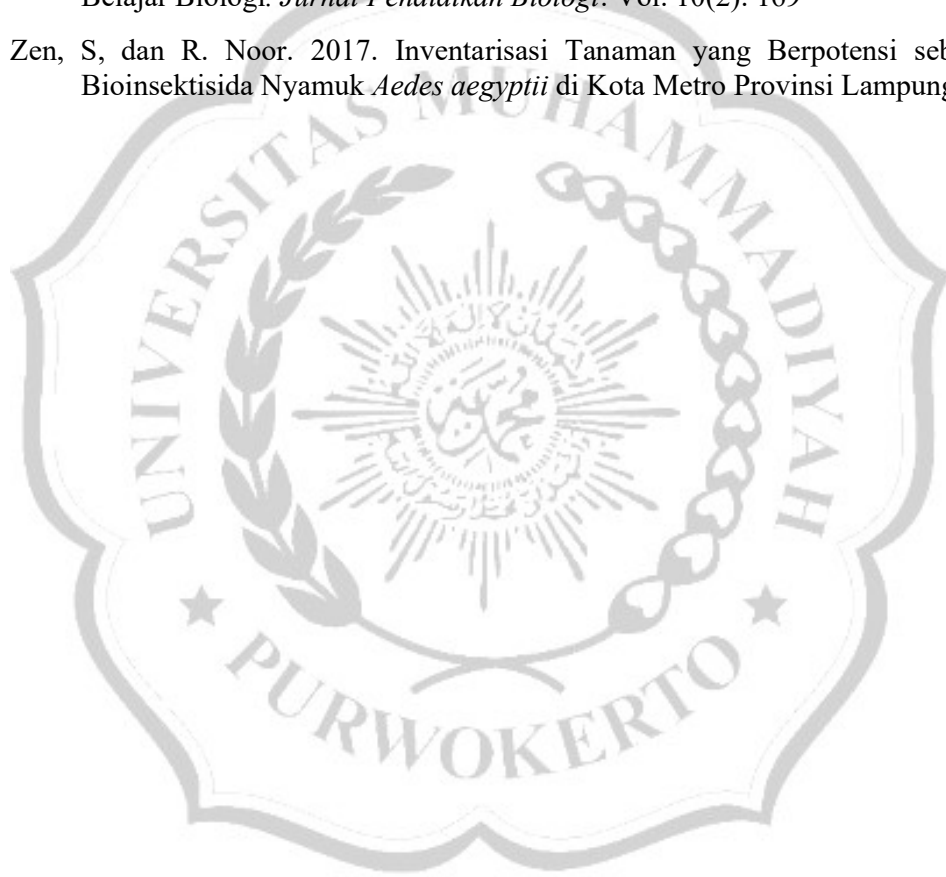 Belajar Biologi. Jurnal Pendidikan Biologi. Vol. 10(2): 169
Zen, S, dan R. Noor. 2017. Inventarisasi Tanaman yang Berpotensi seb
Bioinsektisida Nyamuk Aedes aegyptii di Kota Metro Provinsi Lampung
UNIVERSITAS MUHAMMADIYAH
PURWOKERTO